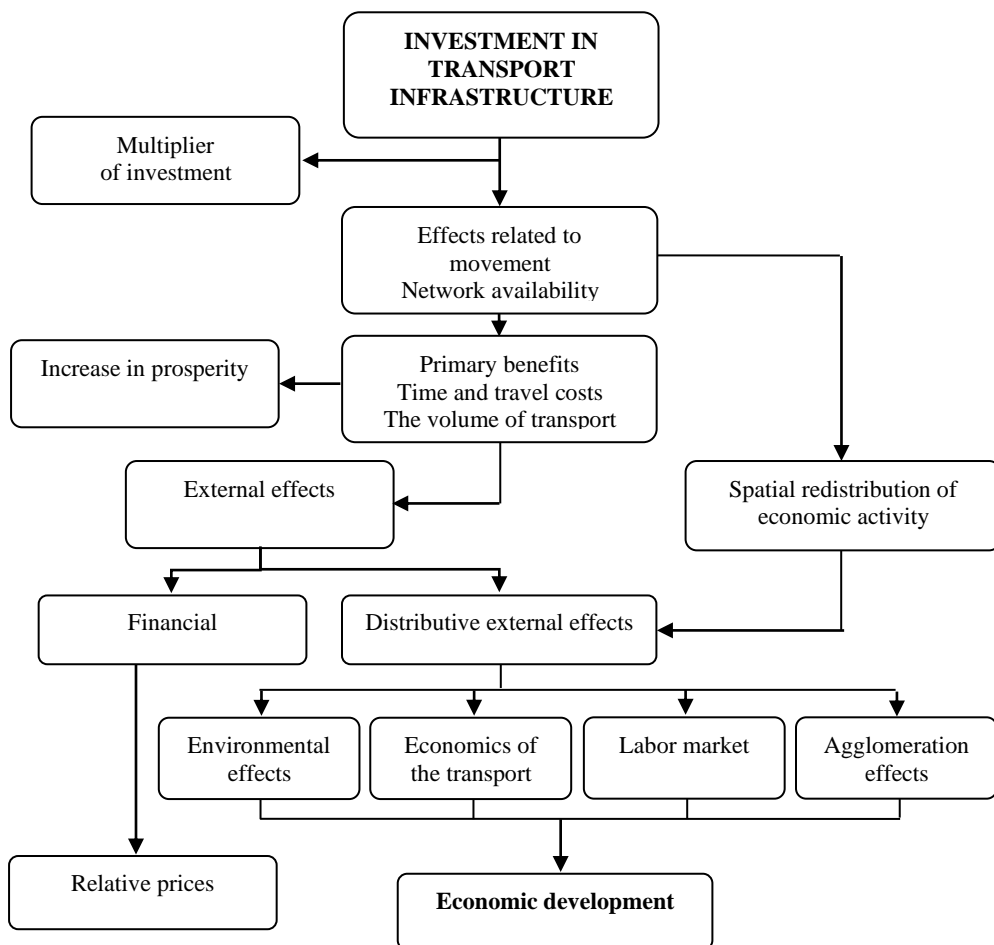 INVESTMENT IN
TRANSPORT
INFRASTRUCTURE
Multiplier
of investment
Effects related to
movement
Network availability
Increase in prosperity
Primary benefits
Time and travel costs
The volume of transport
External effects
Spatial redistribution of
economic activity
Financial
Distributive external effects
Environmental
effects
Economics of
the transport
Labor market
Agglomeration
effects
Relative prices
Economic development